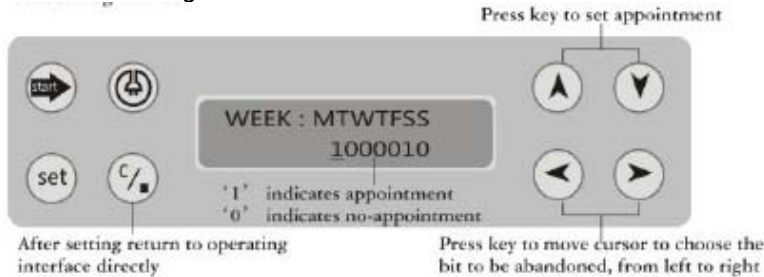 Press key to set appointment
start
WEEK : MTWTFSS
1000010
set
C/■
'1' indicates appointment
'0' indicates no-appointment
After setting return to operating
interface directly
Press key to move cursor to choose the
bit to be abandoned, from left to right